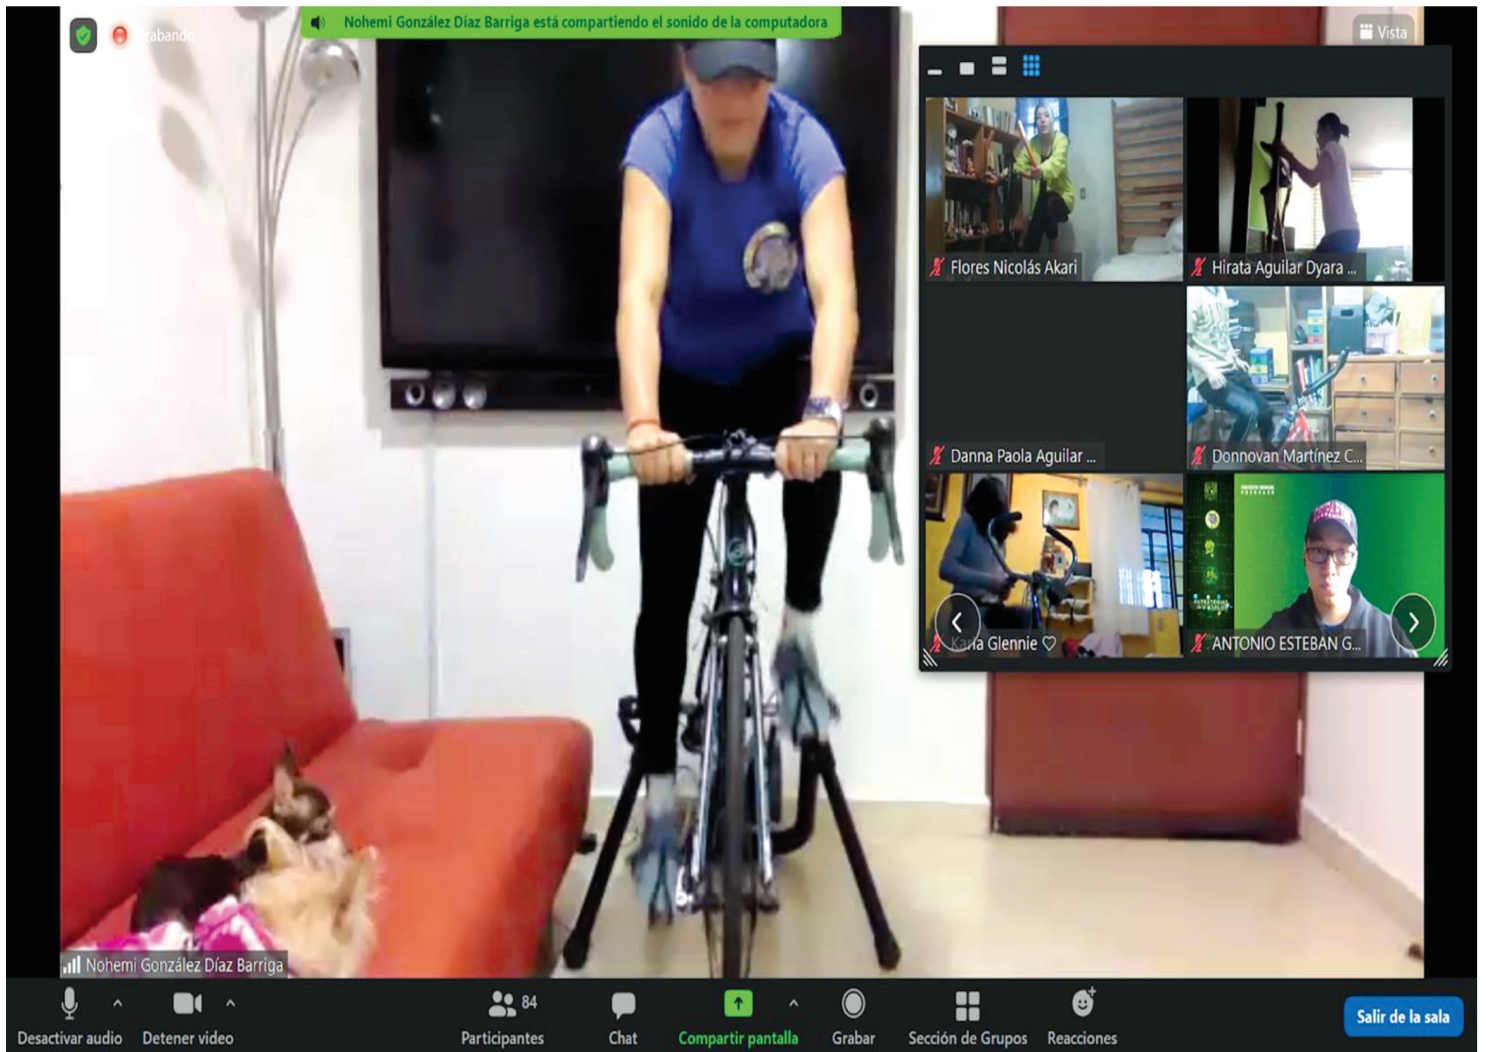 Nohemi González Díaz Barriga está compartiendo el sonido de la computadora
Grabando
Vista
Flores Nicolás Akari
Hirata Aguilar Dyara ...
Danna Paola Aguilar ...
Donnovan Martínez C...
Karla Glennie ♡
ANTONIO ESTEBAN G...
Nohemi González Díaz Barriga
84
Desactivar audio
Detener video
Participantes
Chat
Compartir pantalla
Grabar
Sección de Grupos
Reacciones
Salir de la sala